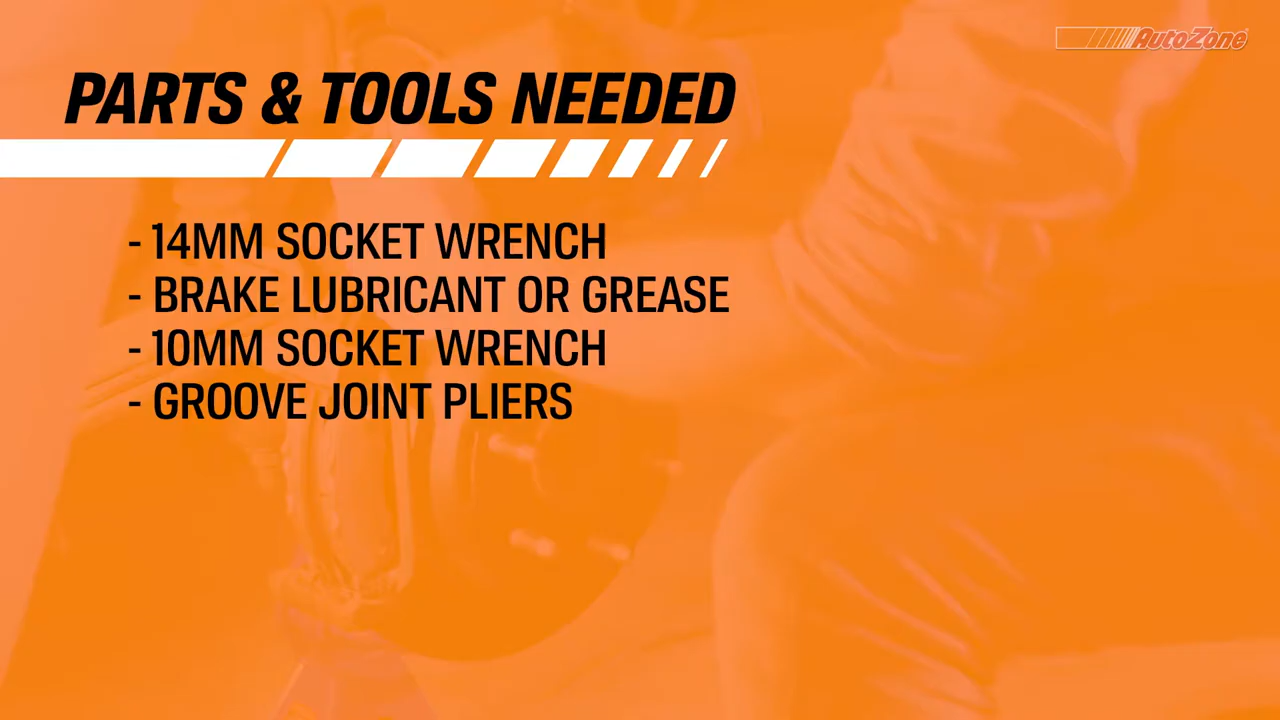 AutoZone
PARTS & TOOLS NEEDED
- 14MM SOCKET WRENCH
- BRAKE LUBRICANT OR GREASE
- 10MM SOCKET WRENCH
- GROOVE JOINT PLIERS